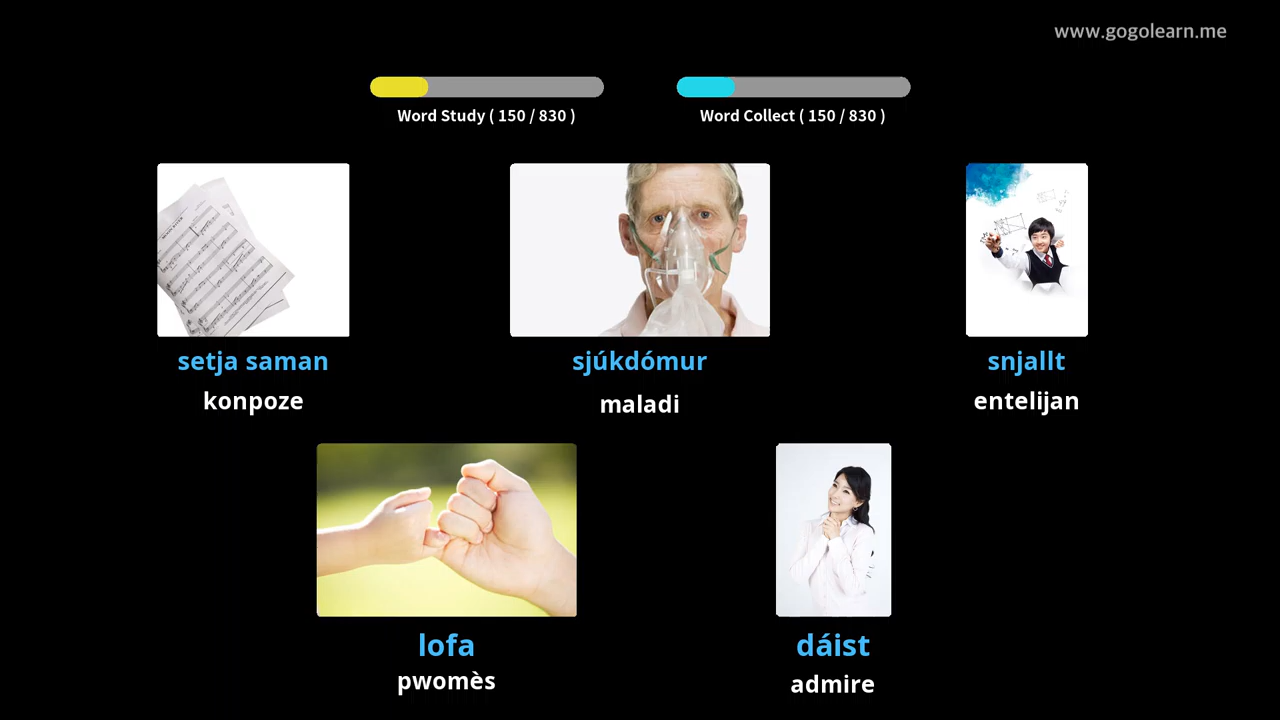 www.gogolearn.me
Word Study ( 150 / 830 )
Word Collect ( 150 / 830 )
setja saman
konpoze
sjúkdómur
maladi
snjallt
entelijan
lofa
pwomès
dáist
admire